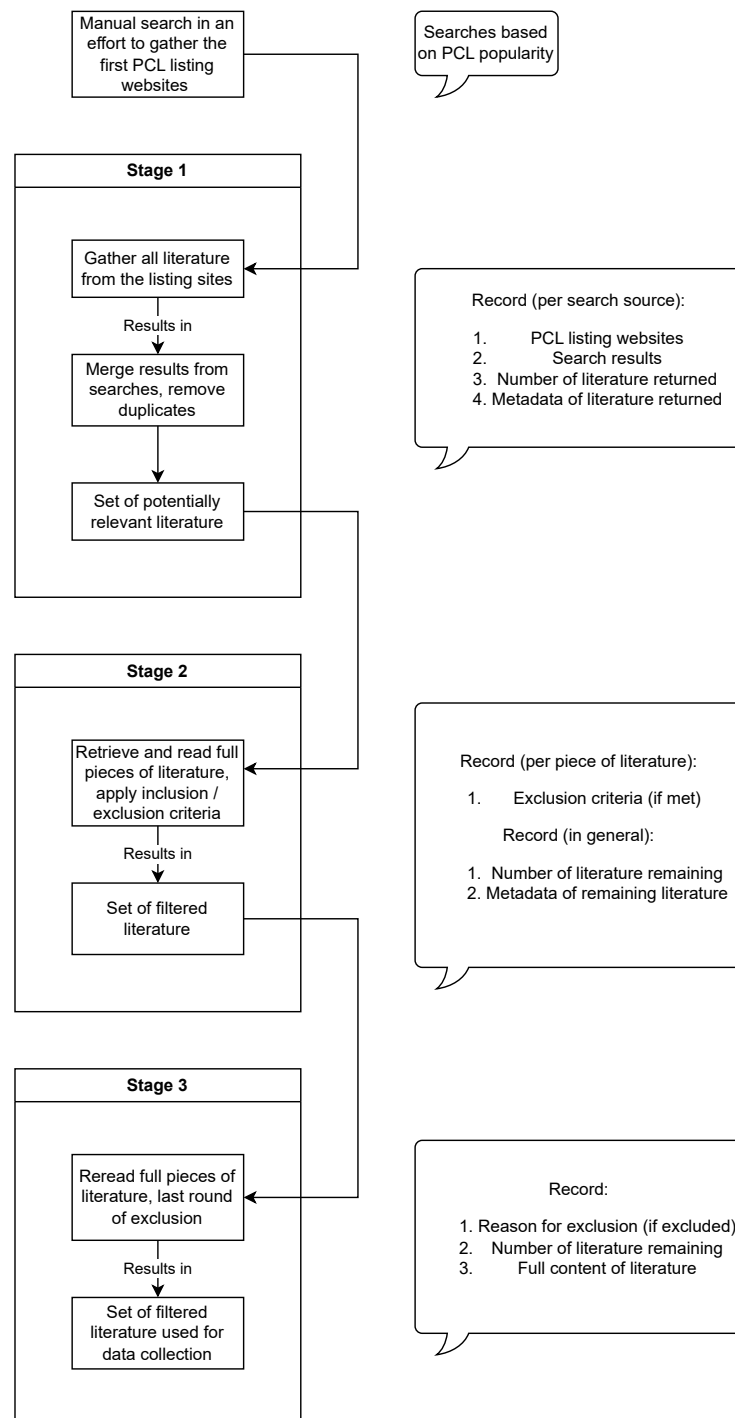 Manual search in an
effort to gather the
first PCL listing
websites
Searches based
on PCL popularity
Stage 1
Gather all literature
from the listing sites
Results in
Merge results from
searches, remove
duplicates
Set of potentially
relevant literature
Record (per search source):
1. PCL listing websites
2. Search results
3. Number of literature returned
4. Metadata of literature returned
Stage 2
Retrieve and read full
pieces of literature,
apply inclusion /
exclusion criteria
Results in
Set of filtered
literature
Record (per piece of literature):
1. Exclusion criteria (if met)
Record (in general):
1. Number of literature remaining
2. Metadata of remaining literature
Stage 3
Reread full pieces of
literature, last round
of exclusion
Results in
Set of filtered
literature used for
data collection
Record:
1. Reason for exclusion (if excluded)
2. Number of literature remaining
3. Full content of literature